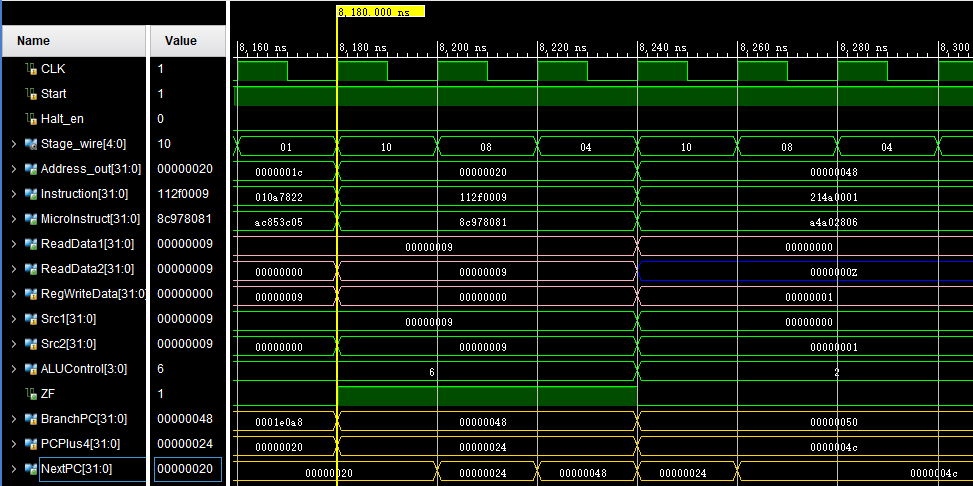 8,180.000 ns
Name Value
8,160 ns 8,180 ns 8,200 ns 8,220 ns 8,240 ns 8,260 ns 8,280 ns 8,300
CLK 1
Start 1
Halt_en 0
Stage_wire[4:0] 10 01 10 08 04 10 08 04
Address_out[31:0] 00000020 0000001c 00000020 00000048
Instruction[31:0] 112f0009 010a7822 112f0009 214a0001
MicroInstruct[31:0] 8c978081 ac853c05 8c978081 a4a02806
ReadData1[31:0] 00000009 00000009 00000000
ReadData2[31:0] 00000009 00000000 00000009 0000000Z
RegWriteData[31:0] 00000000 00000009 00000000 00000001
Src1[31:0] 00000009 00000009 00000000
Src2[31:0] 00000009 00000000 00000009 00000001
ALUControl[3:0] 6 6 2
ZF 1
BranchPC[31:0] 00000048 0001e0a8 00000048 00000050
PCPlus4[31:0] 00000024 00000020 00000024 0000004c
NextPC[31:0] 00000020 00000020 00000024 00000048 00000024 0000004c